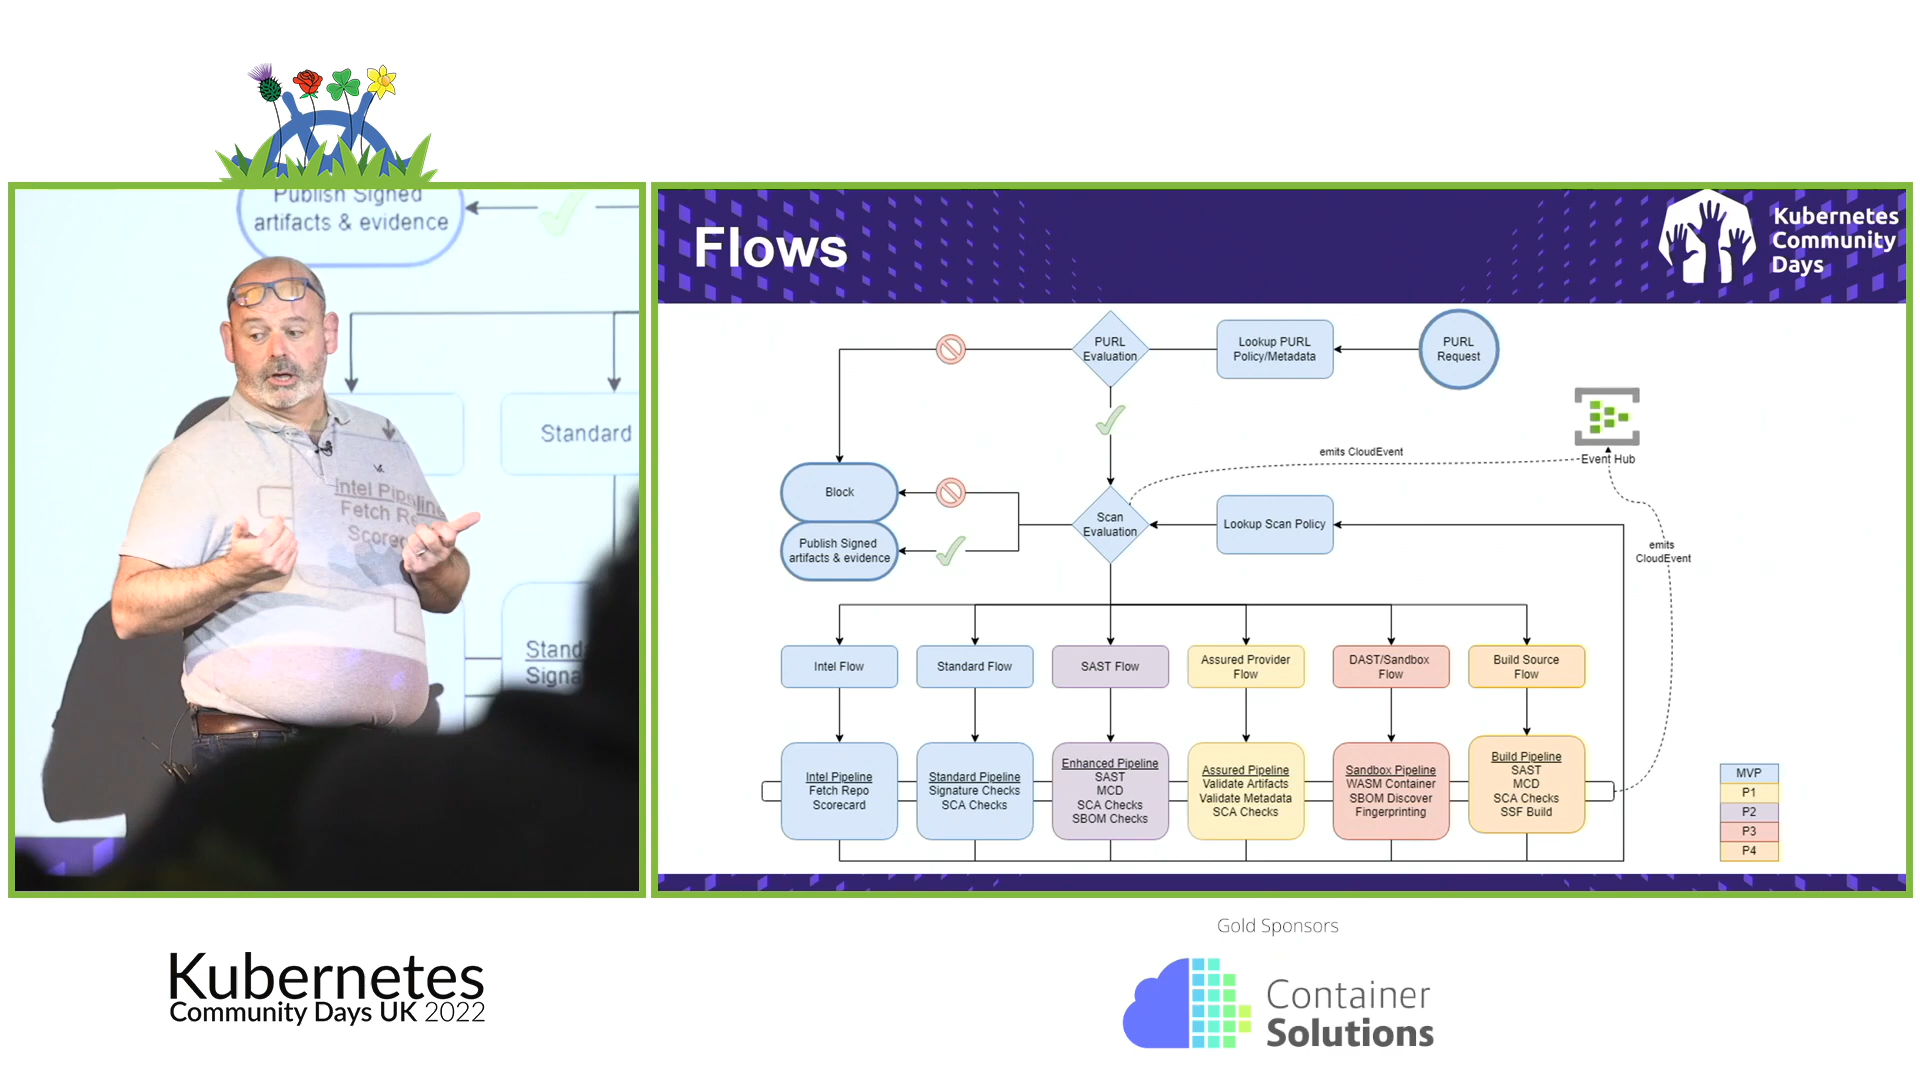 Publish Signed
artifacts & evidence
Standard
Intel Pipeline
Fetch Re
Scorec
Stand
Signa
Flows
Kubernetes
Community
Days
PURL
Evaluation
Lookup PURL
Policy/Metadata
PURL
Request
emits CloudEvent
Event Hub
Block
Scan
Evaluation
Lookup Scan Policy
Publish Signed
artifacts & evidence
emits
CloudEvent
Intel Flow
Standard Flow
SAST Flow
Assured Provider
Flow
DAST/Sandbox
Flow
Build Source
Flow
Intel Pipeline
Fetch Repo
Scorecard
Standard Pipeline
Signature Checks
SCA Checks
Enhanced Pipeline
SAST
MCD
SCA Checks
SBOM Checks
Assured Pipeline
Validate Artifacts
Validate Metadata
SCA Checks
Sandbox Pipeline
WASM Container
SBOM Discover
Fingerprinting
Build Pipeline
SAST
MCD
SCA Checks
SSF Build
MVP
P1
P2
P3
P4
Kubernetes
Community Days UK 2022
Gold Sponsors
Container
Solutions